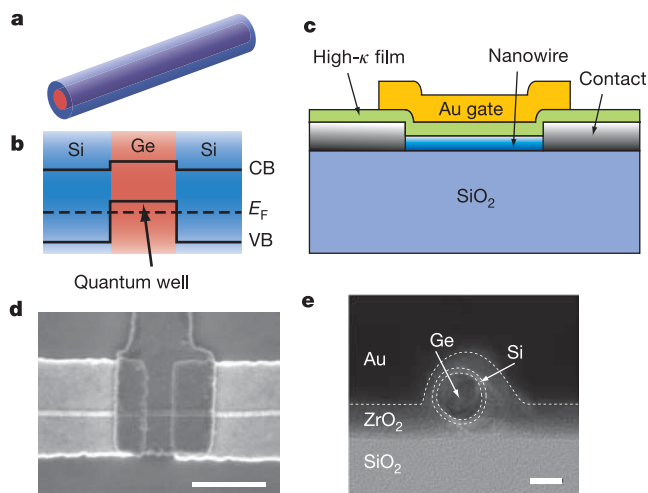 a
b
Si Ge Si
CB
E_F
VB
Quantum well
c
High-κ film
Nanowire
Contact
Au gate
SiO₂
d
e
Au
Ge
Si
ZrO₂
SiO₂